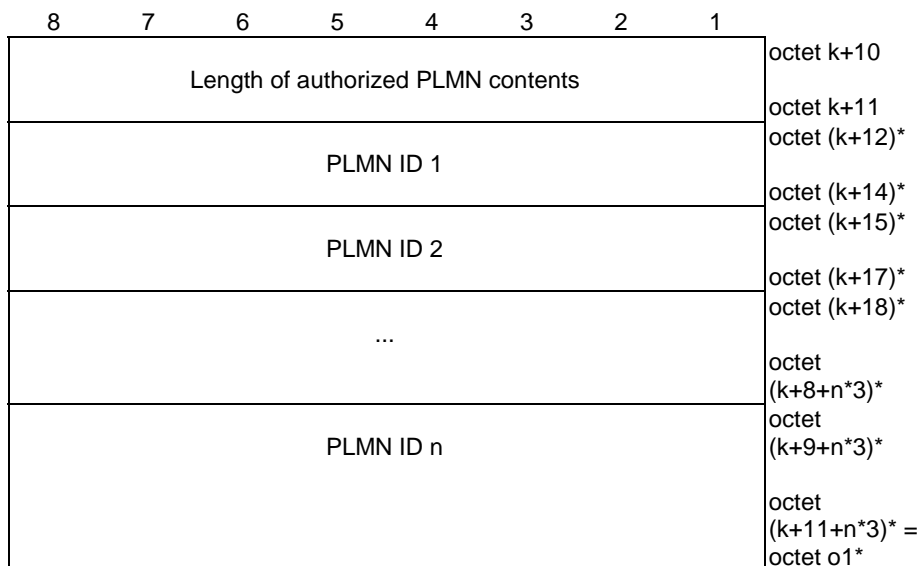 8 7 6 5 4 3 2 1
octet k+10
Length of authorized PLMN contents
octet k+11
octet (k+12)*
PLMN ID 1
octet (k+14)*
octet (k+15)*
PLMN ID 2
octet (k+17)*
octet (k+18)*
...
octet
(k+8+n*3)*
octet
PLMN ID n
(k+9+n*3)*
octet
(k+11+n*3)* =
octet o1*